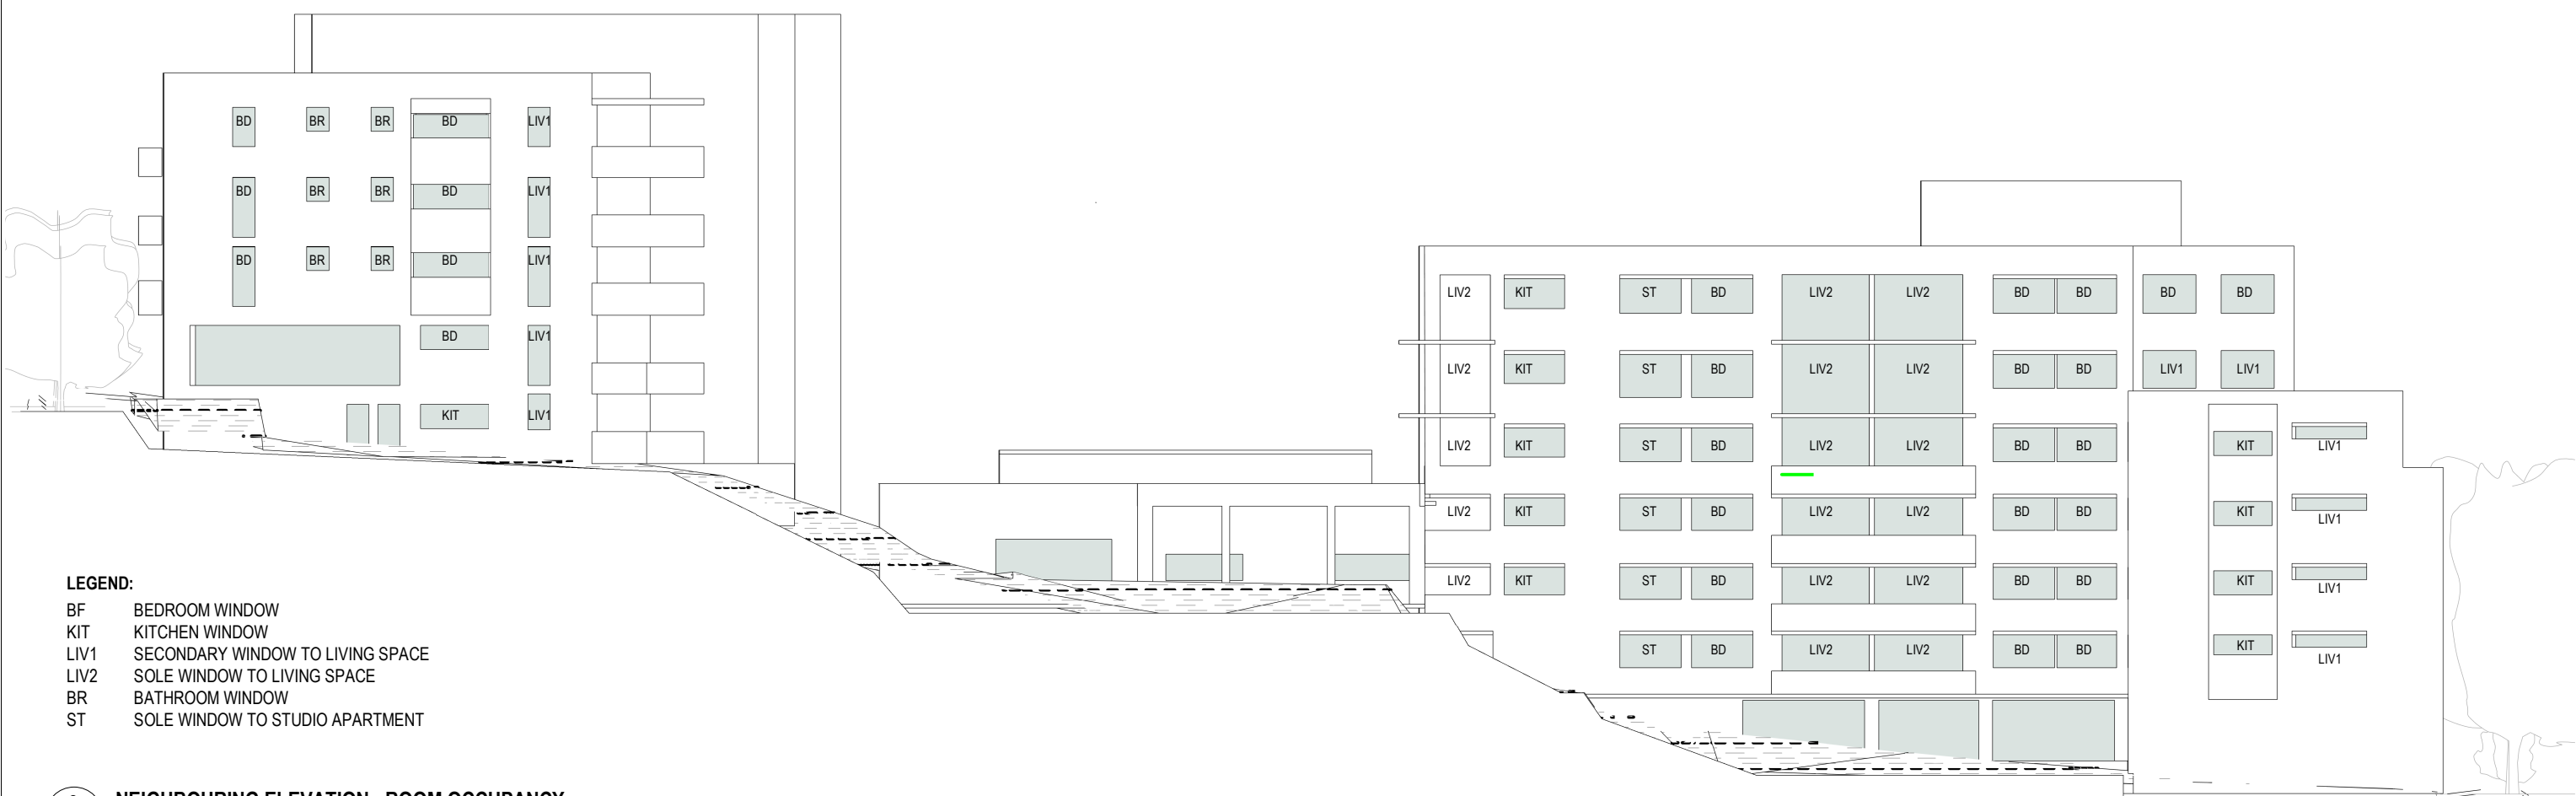 BD BR BR BD LIV1
BD BR BR BD LIV1
BD BR BR BD LIV1
BD LIV1
KIT LIV1
LIV2 KIT ST BD LIV2 LIV2 BD BD BD BD
LIV2 KIT ST BD LIV2 LIV2 BD BD LIV1 LIV1
LIV2 KIT ST BD LIV2 LIV2 BD BD KIT LIV1
LIV2 KIT ST BD LIV2 LIV2 BD BD KIT LIV1
LIV2 KIT ST BD LIV2 LIV2 BD BD KIT LIV1
ST BD LIV2 LIV2 BD BD KIT LIV1
LEGEND:
BF BEDROOM WINDOW
KIT KITCHEN WINDOW
LIV1 SECONDARY WINDOW TO LIVING SPACE
LIV2 SOLE WINDOW TO LIVING SPACE
BR BATHROOM WINDOW
ST SOLE WINDOW TO STUDIO APARTMENT
NEIGHBOURING ELEVATION - ROOM OCCUPANCY